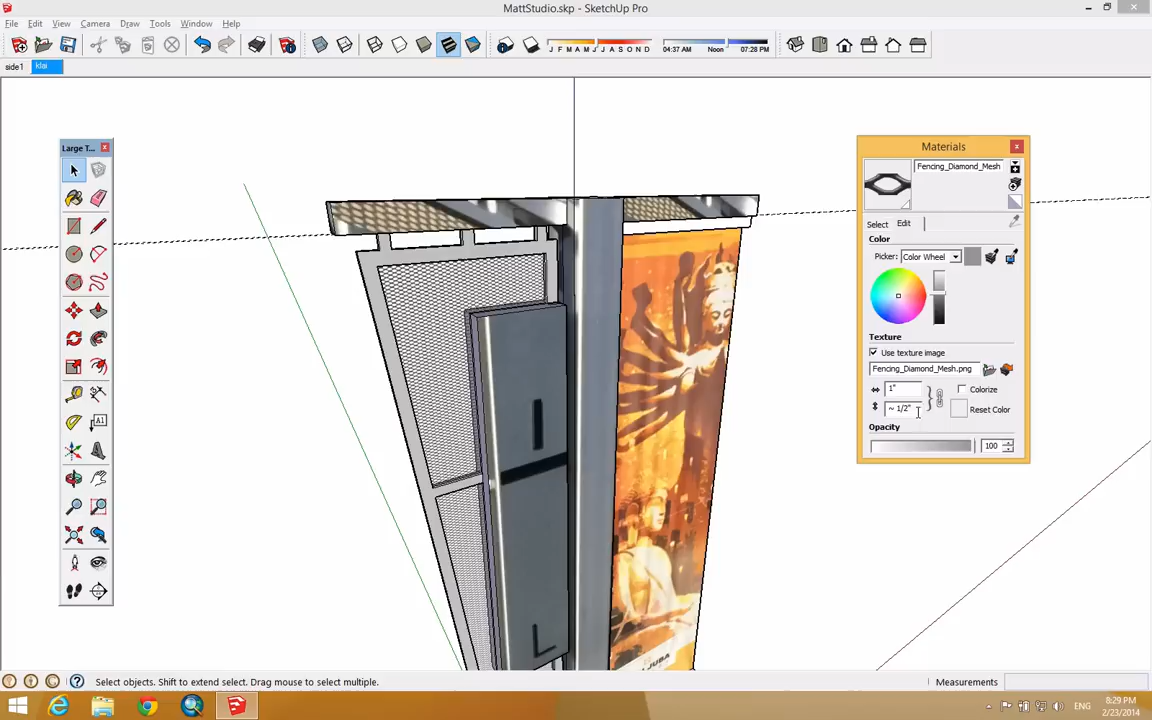 MattStudio.skp - SketchUp Pro
File Edit View Camera Draw Tools Window Help
J F M A M J J A S O N D
04:37 AM Noon 07:28 PM
side1 klai
Large T...
A1
Materials
Fencing_Diamond_Mesh
Select Edit
Color
Picker: Color Wheel
Texture
Use texture image
Fencing_Diamond_Mesh.png
1"
Colorize
~ 1/2"
Reset Color
Opacity
100
JUBA
Select objects. Shift to extend select. Drag mouse to select multiple.
Measurements
ENG
8:29 PM
2/23/2014